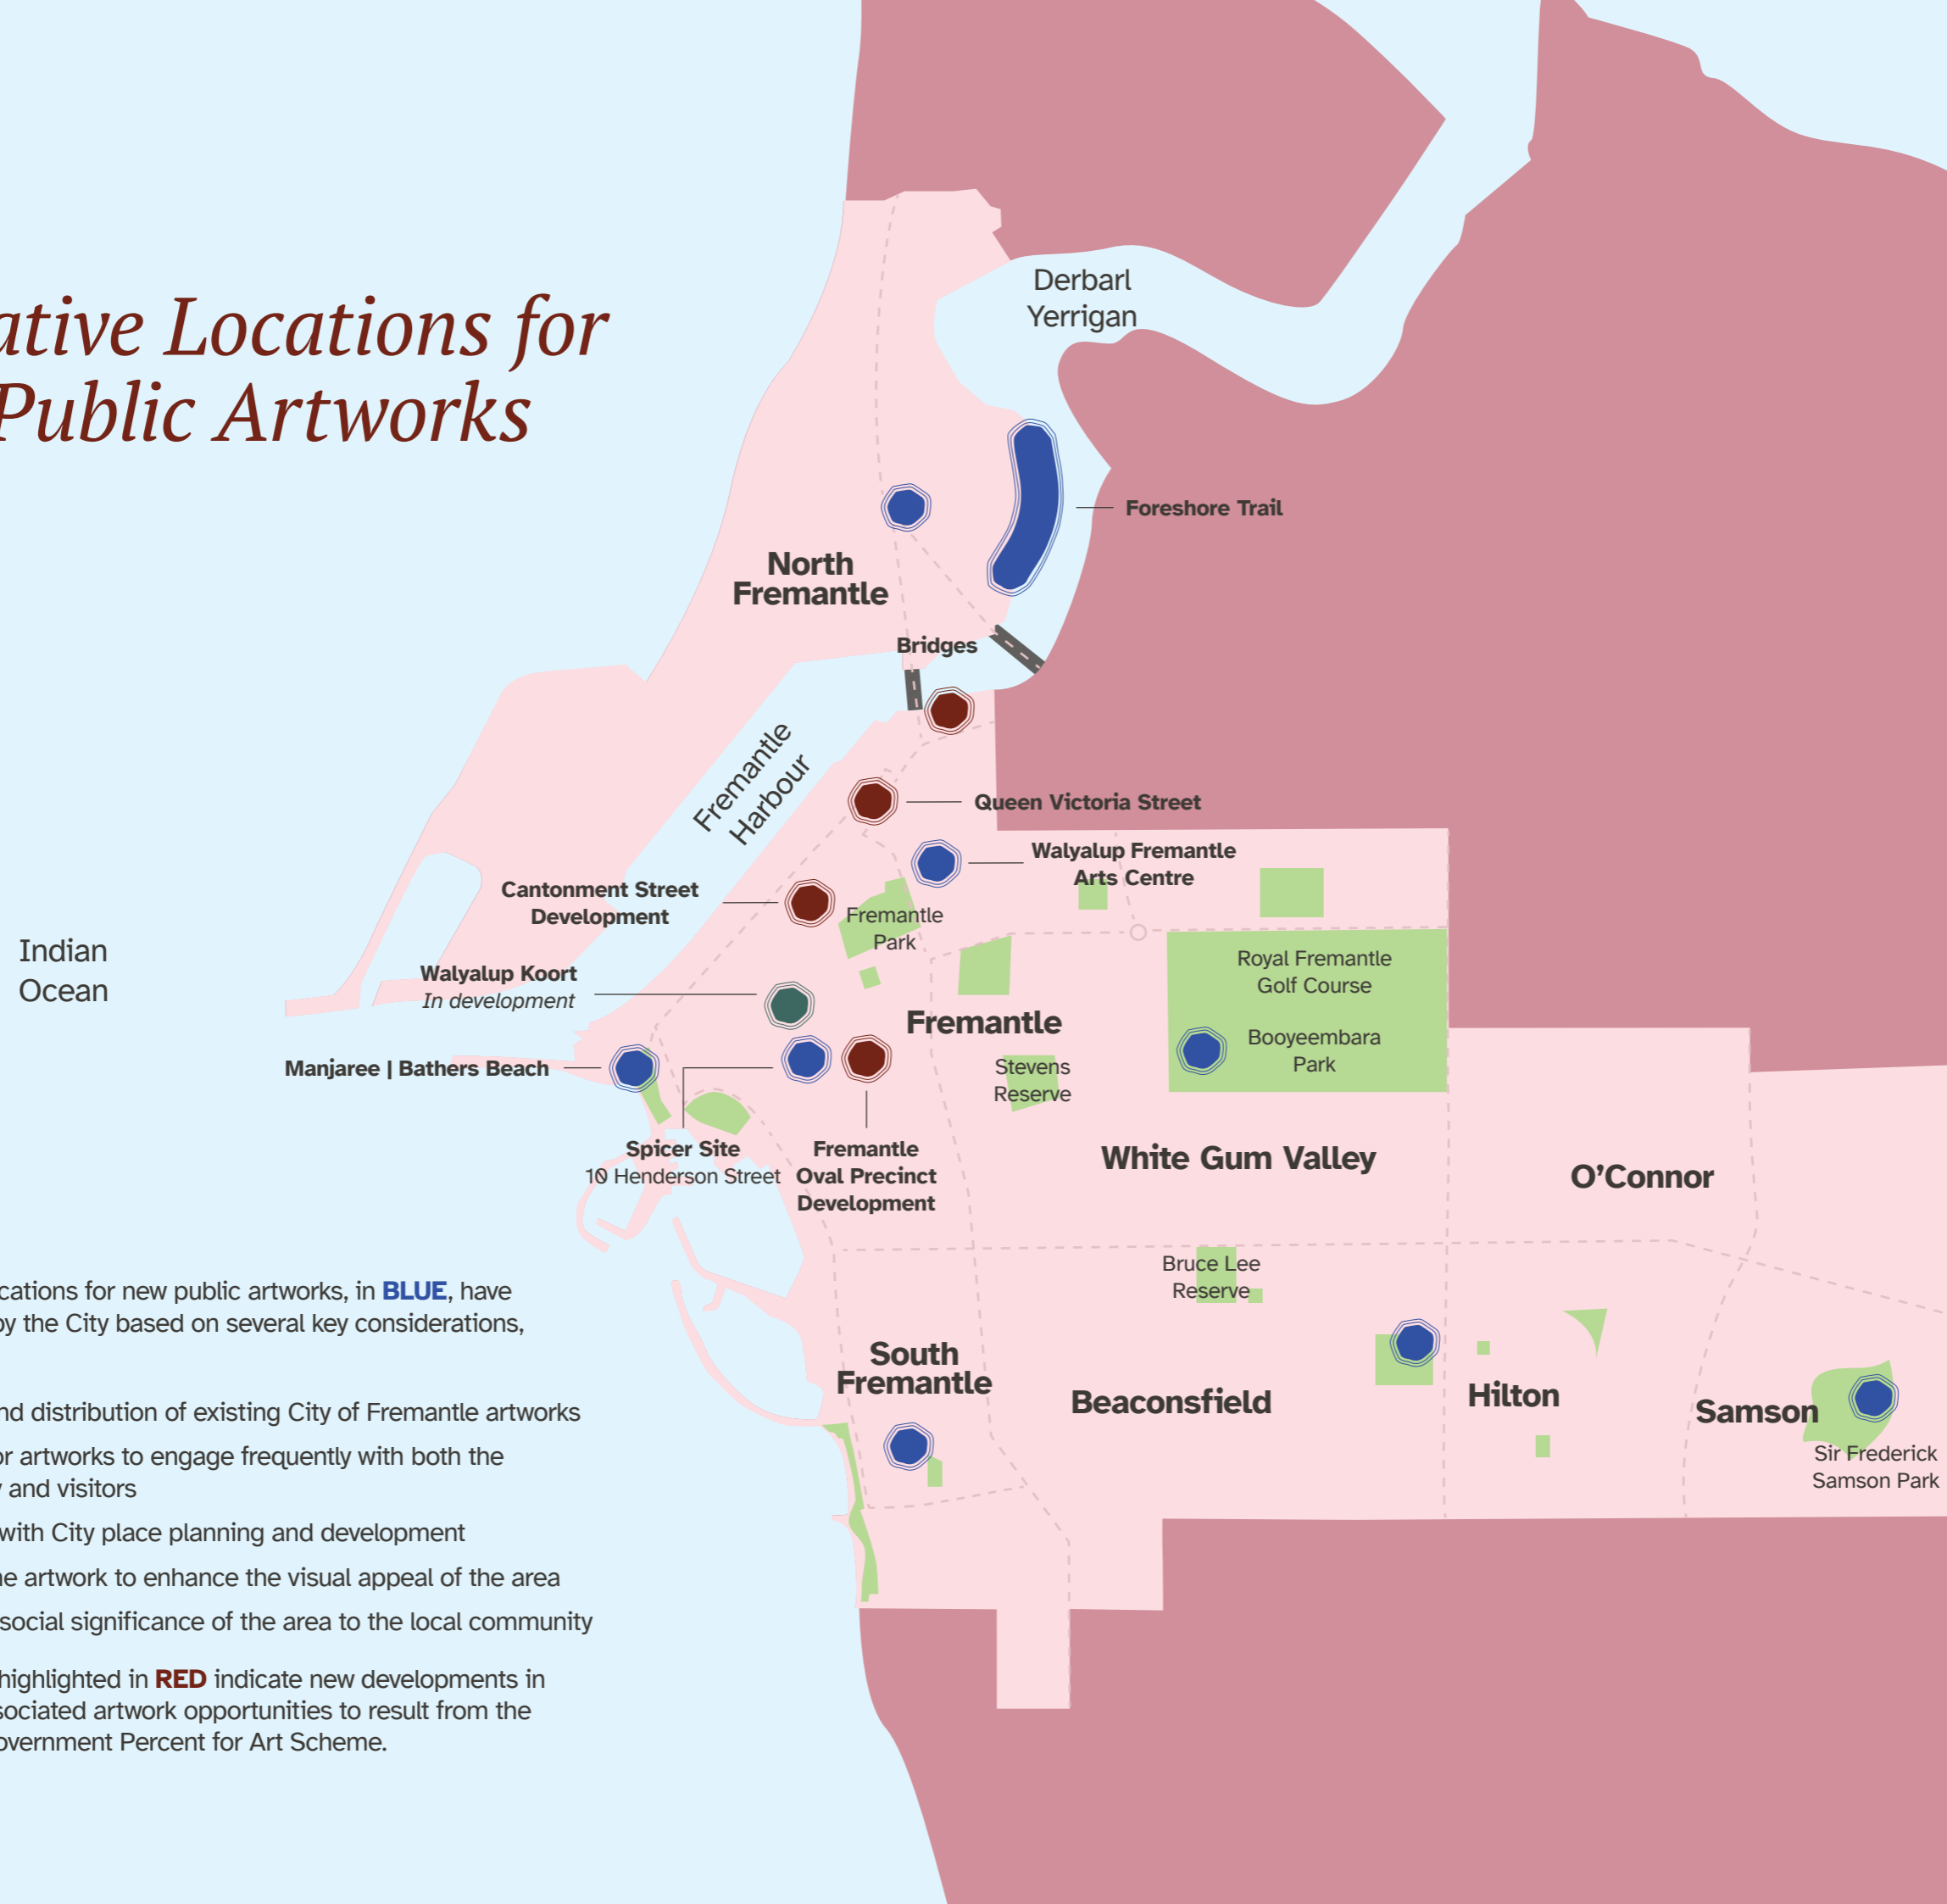 Locations for
Public Artworks
Derbarl
Yerrigan
Foreshore Trail
North
Fremantle
Bridges
Fremantle
Harbour
Queen Victoria Street
Walyalup Fremantle
Arts Centre
Cantonment Street
Development
Fremantle
Park
Indian
Ocean
Royal Fremantle
Golf Course
Walyalup Koort
In development
Fremantle
Booyeembara
Park
Manjaree | Bathers Beach
Stevens
Reserve
Spicer Site
10 Henderson Street
Fremantle
Oval Precinct
Development
White Gum Valley
O’Connor
Bruce Lee
Reserve
for new public artworks, in BLUE, have
by the City based on several key considerations,
South
Fremantle
Beaconsfield
Hilton
Samson
Sir Frederick
Samson Park
distribution of existing City of Fremantle artworks
artworks to engage frequently with both the
and visitors
with City place planning and development
artwork to enhance the visual appeal of the area
social significance of the area to the local community
highlighted in RED indicate new developments in
artwork opportunities to result from the
Percent for Art Scheme.